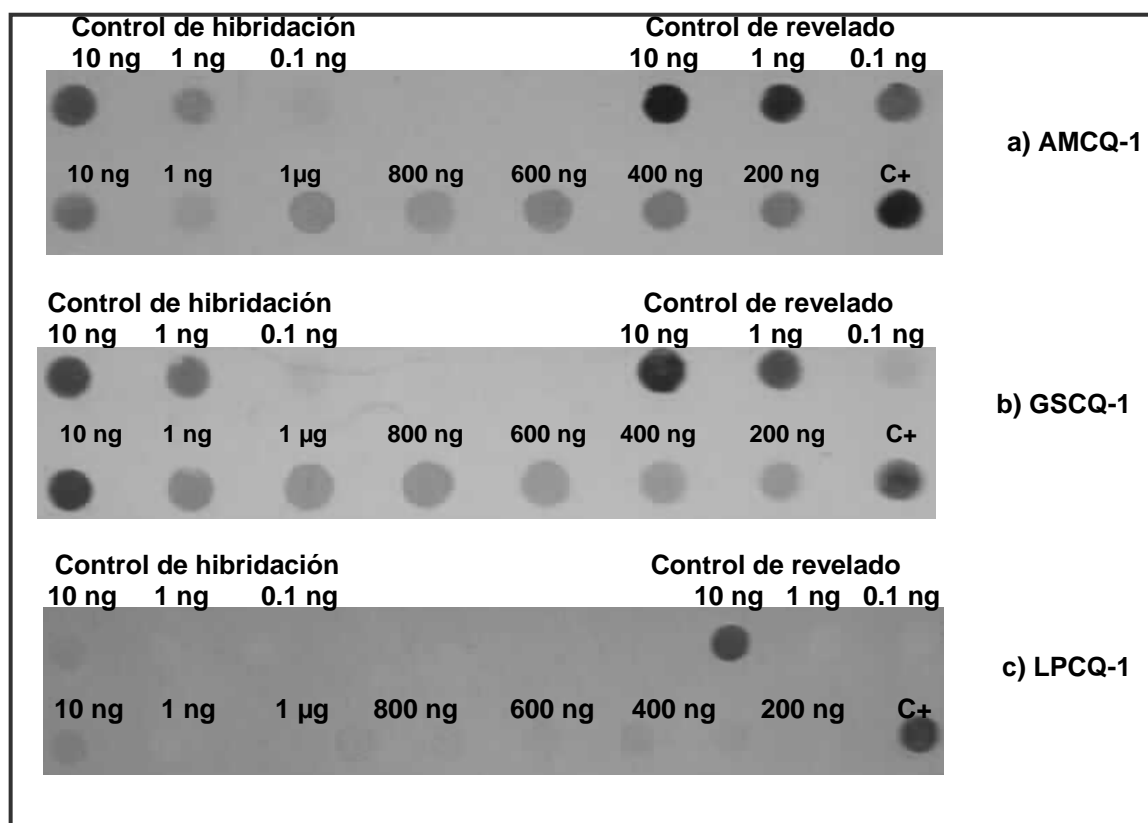 Control de hibridación Control de revelado
10 ng 1 ng 0.1 ng 10 ng 1 ng 0.1 ng
a) AMCQ-1
10 ng 1 ng 1µg 800 ng 600 ng 400 ng 200 ng C+
Control de hibridación Control de revelado
10 ng 1 ng 0.1 ng 10 ng 1 ng 0.1 ng
b) GSCQ-1
10 ng 1 ng 1 µg 800 ng 600 ng 400 ng 200 ng C+
Control de hibridación Control de revelado
10 ng 1 ng 0.1 ng 10 ng 1 ng 0.1 ng
c) LPCQ-1
10 ng 1 ng 1 µg 800 ng 600 ng 400 ng 200 ng C+